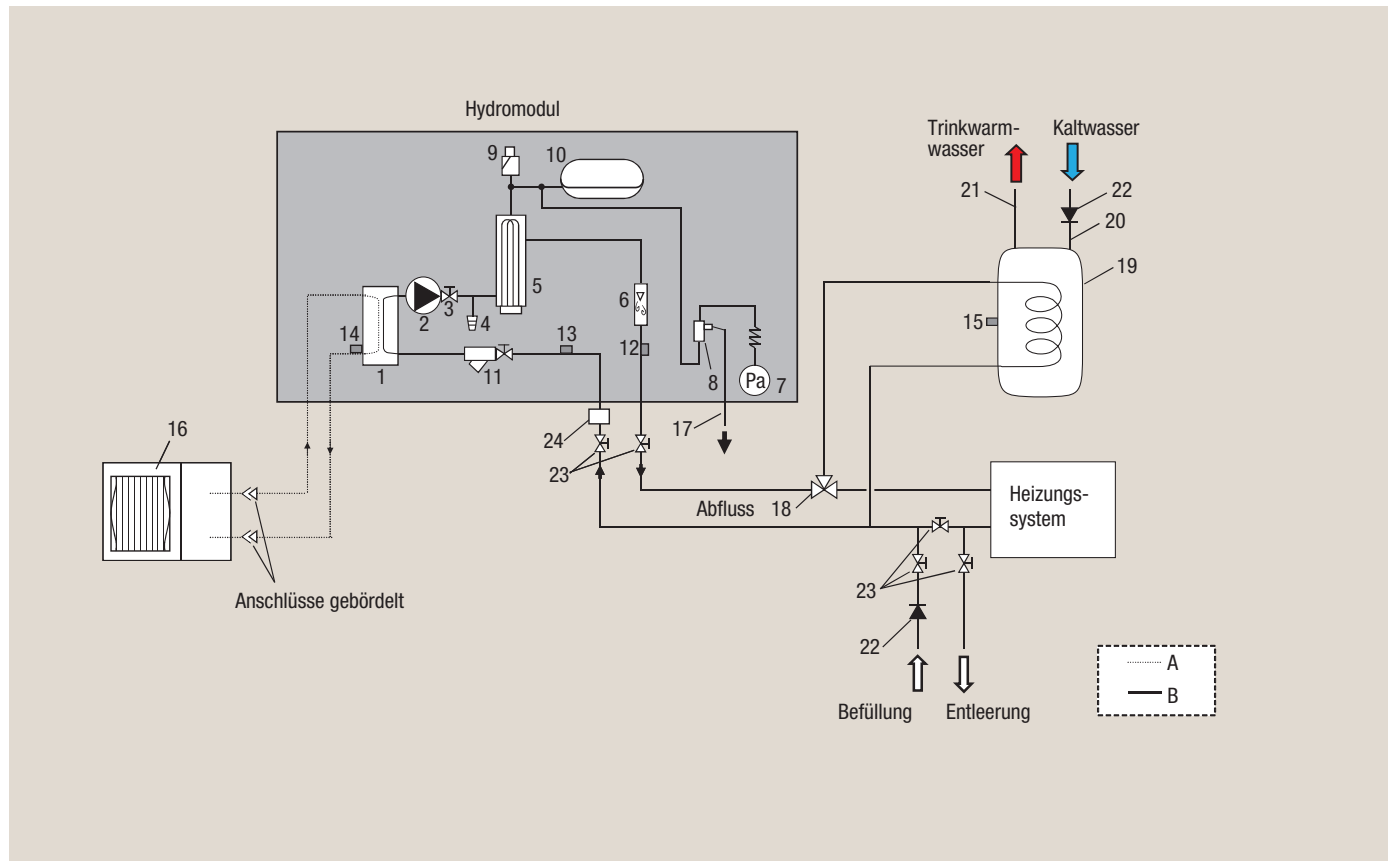 Hydromodul
Trinkwarm-
wasser
Kaltwasser
9
10
21
22
20
19
5
6
3
2
4
14
13
12
15
1
11
8
Pa
7
16
24
17
23
Abfluss
18
Heizungs-
system
Anschlüsse gebördelt
23
22
A
B
Befüllung
Entleerung